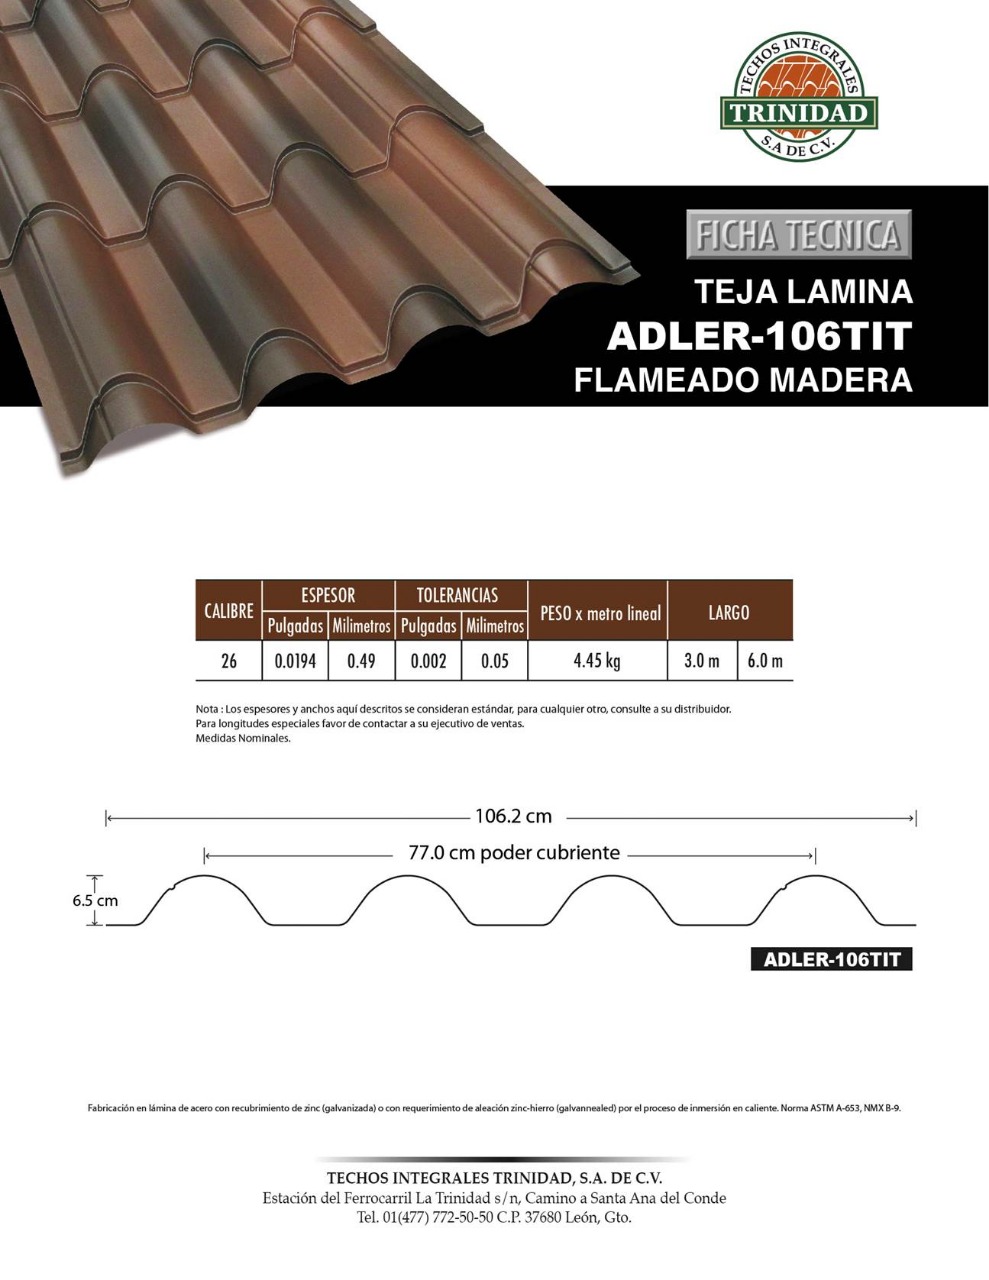 TECHOS INTEGRALES
TRINIDAD
S.A DE C.V.
FICHA TECNICA
TEJA LAMINA
ADLER-106TIT
FLAMEADO MADERA
CALIBRE ESPESOR TOLERANCIAS PESO x metro lineal LARGO
Pulgadas Milimetros Pulgadas Milimetros
26 0.0194 0.49 0.002 0.05 4.45 kg 3.0 m 6.0 m
Nota : Los espesores y anchos aquí descritos se consideran estándar, para cualquier otro, consulte a su distribuidor.
Para longitudes especiales favor de contactar a su ejecutivo de ventas.
Medidas Nominales.
106.2 cm
77.0 cm poder cubriente
6.5 cm
ADLER-106TIT
Fabricación en lámina de acero con recubrimiento de zinc (galvanizada) o con requerimiento de aleación zinc-hierro (galvannealed) por el proceso de inmersión en caliente. Norma ASTM A-653, NMX B-9.
TECHOS INTEGRALES TRINIDAD, S.A. DE C.V.
Estación del Ferrocarril La Trinidad s/n, Camino a Santa Ana del Conde
Tel. 01(477) 772-50-50 C.P. 37680 León, Gto.